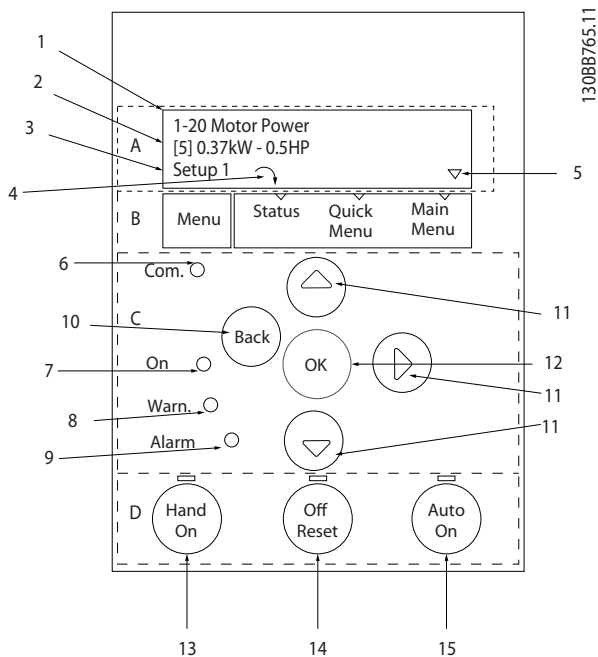 130BB765.11
1
2
3
4
A
1-20 Motor Power
[5] 0.37kW - 0.5HP
Setup 1
5
B
Menu
Status
Quick
Menu
Main
Menu
6
Com.
11
10
C
Back
OK
12
7
On
11
8
Warn.
11
9
Alarm
D
Hand
On
Off
Reset
Auto
On
13
14
15